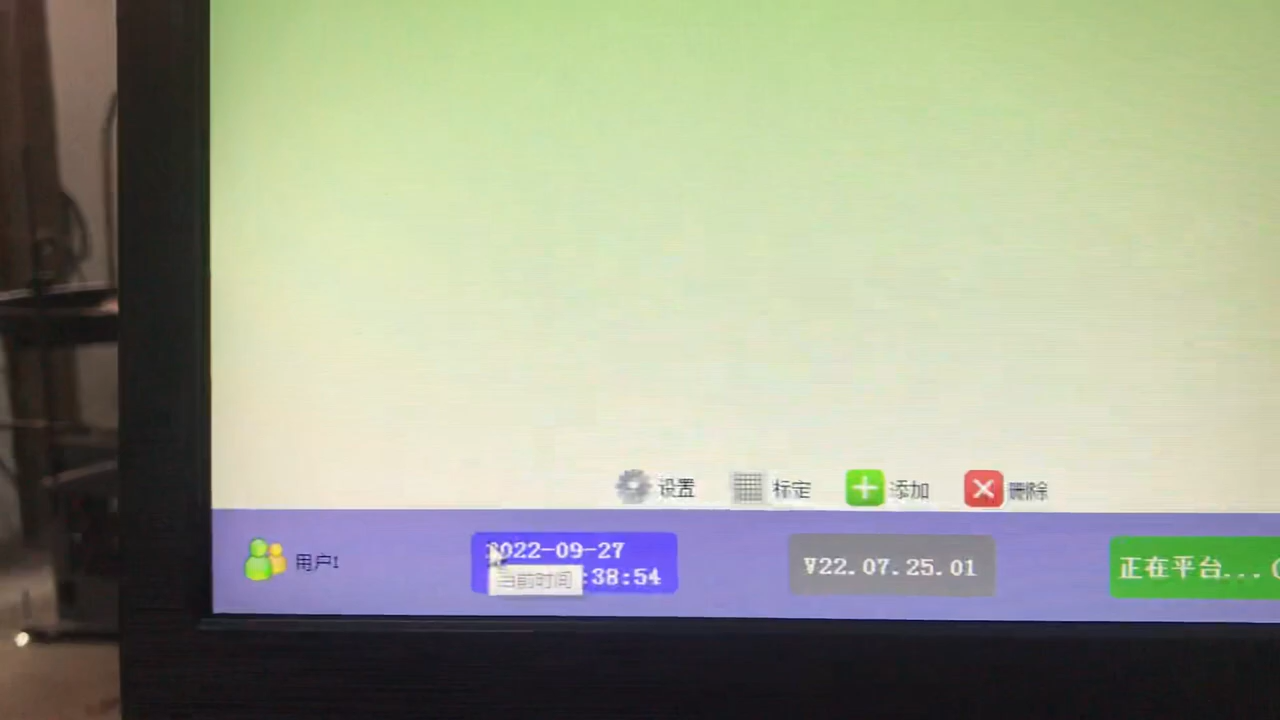 设置 标定 添加 删除
用户1
2022-09-27
:38:54
当前时间
V22.07.25.01
正在平台...